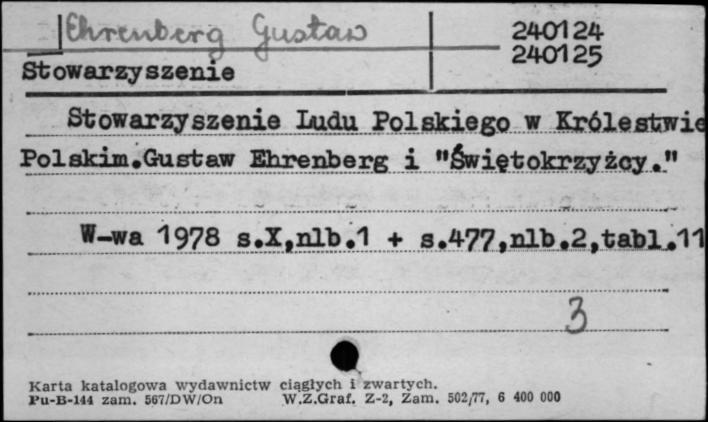 Ehrenberg Gustaw
240124
240125
Stowarzyszenie
Stowarzyszenie Ludu Polskiego w Królestwie
Polskim.Gustaw Ehrenberg i "Świętokrzyżcy."
W-wa 1978 s.X,nlb.1 + s.477,nlb.2,tabl.11
3
Karta katalogowa wydawnictw ciągłych i zwartych.
Pu-B-144 zam. 567/DW/On W.Z.Graf. Z-2, Zam. 502/77, 6 400 000